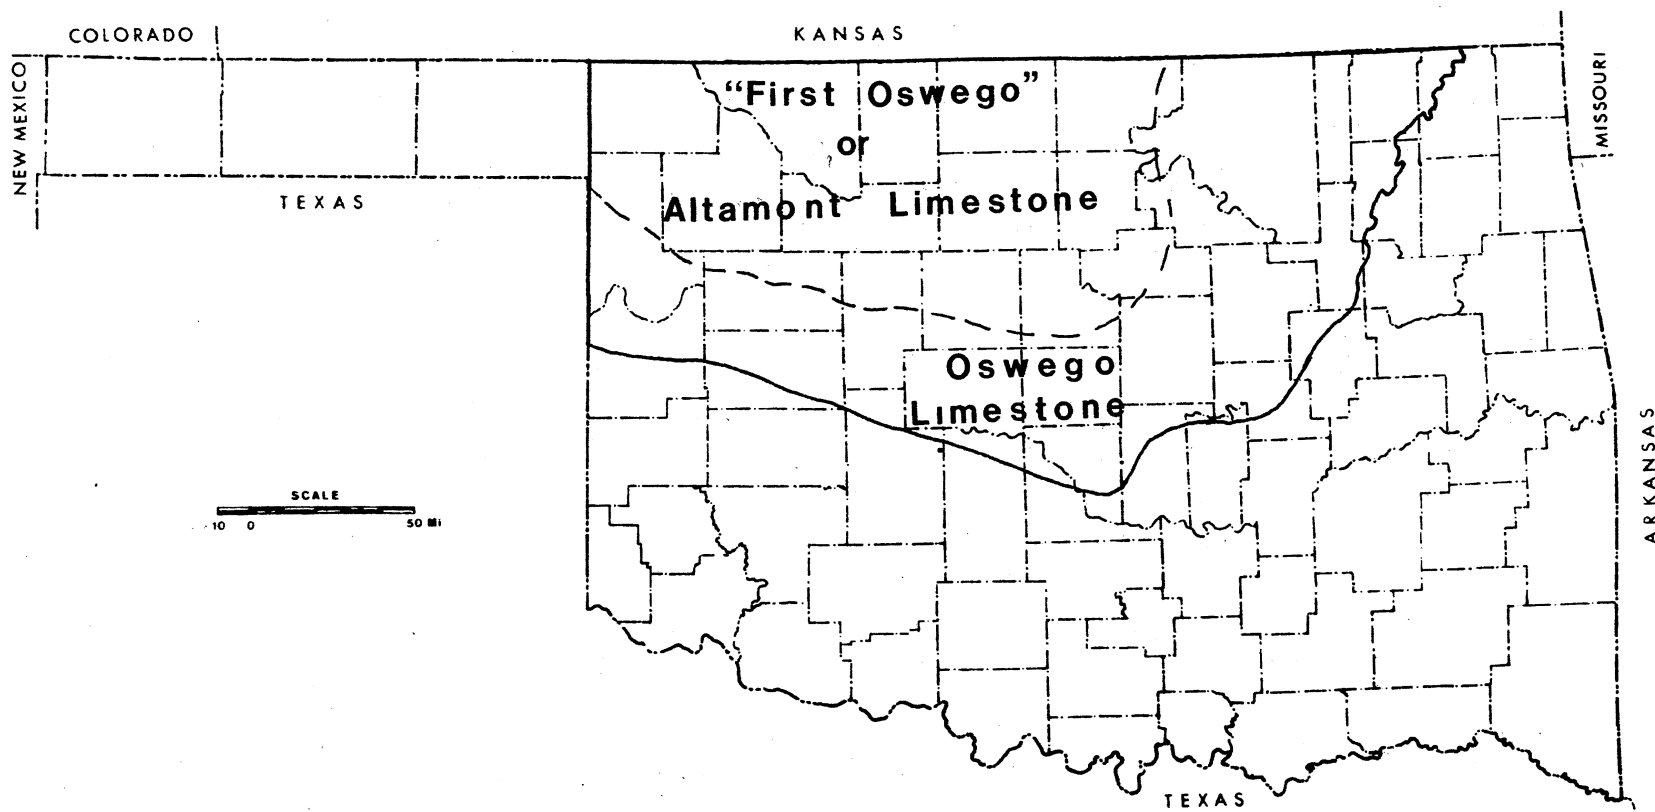 COLORADO
KANSAS
NEW MEXICO
MISSOURI
"First Oswego"
or
TEXAS
Altamont Limestone
Oswego
Limestone
ARKANSAS
SCALE
10 0 50 Mi
TEXAS